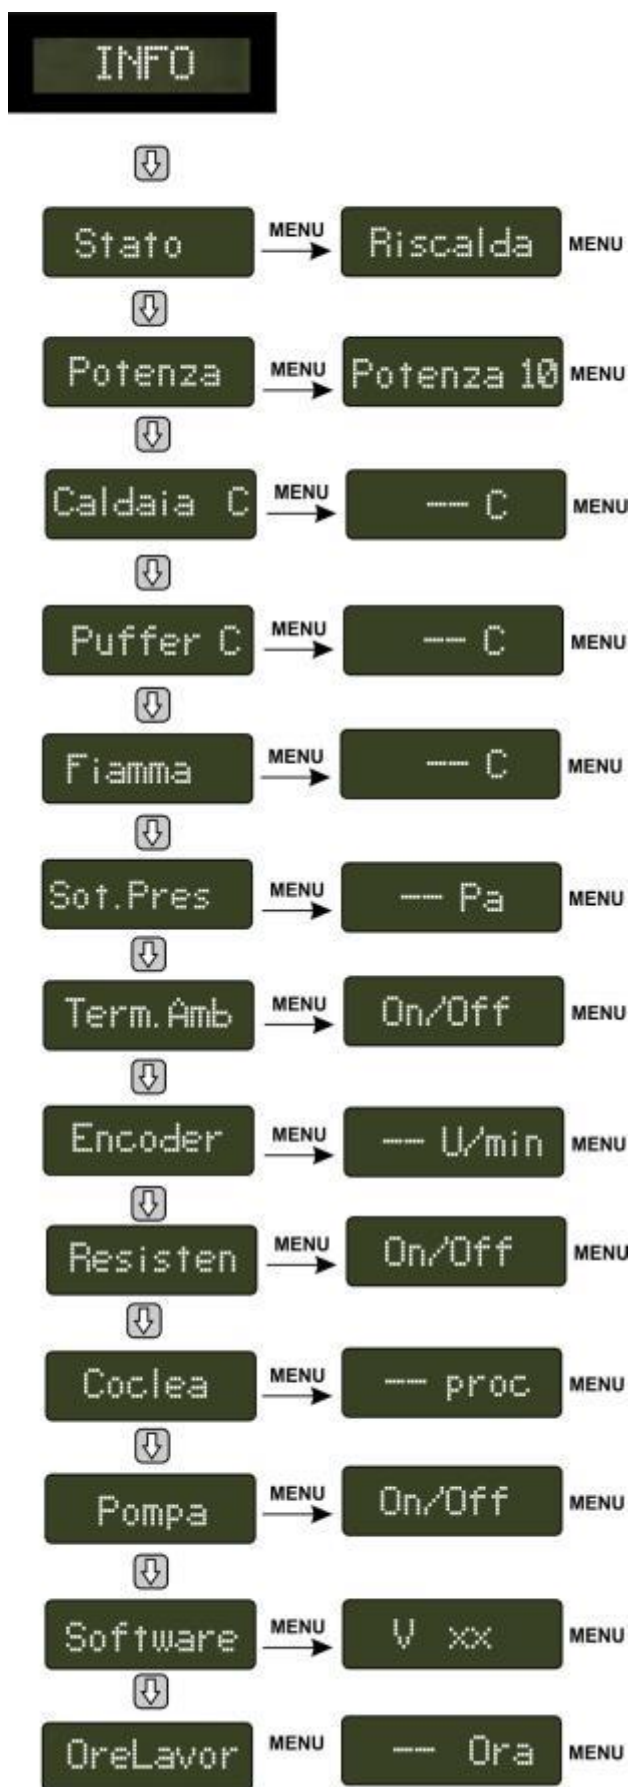 INFO
Stato MENU Riscalda MENU
Potenza MENU Potenza 10 MENU
Caldaia C MENU -- C MENU
Puffer C MENU -- C MENU
Fiamma MENU -- C MENU
Sot.Pres MENU -- Pa MENU
Term.Amb MENU On/Off MENU
Encoder MENU -- U/min MENU
Resisten MENU On/Off MENU
Coclea MENU -- proc MENU
Pompa MENU On/Off MENU
Software MENU V xx MENU
OreLavor MENU -- Ora MENU